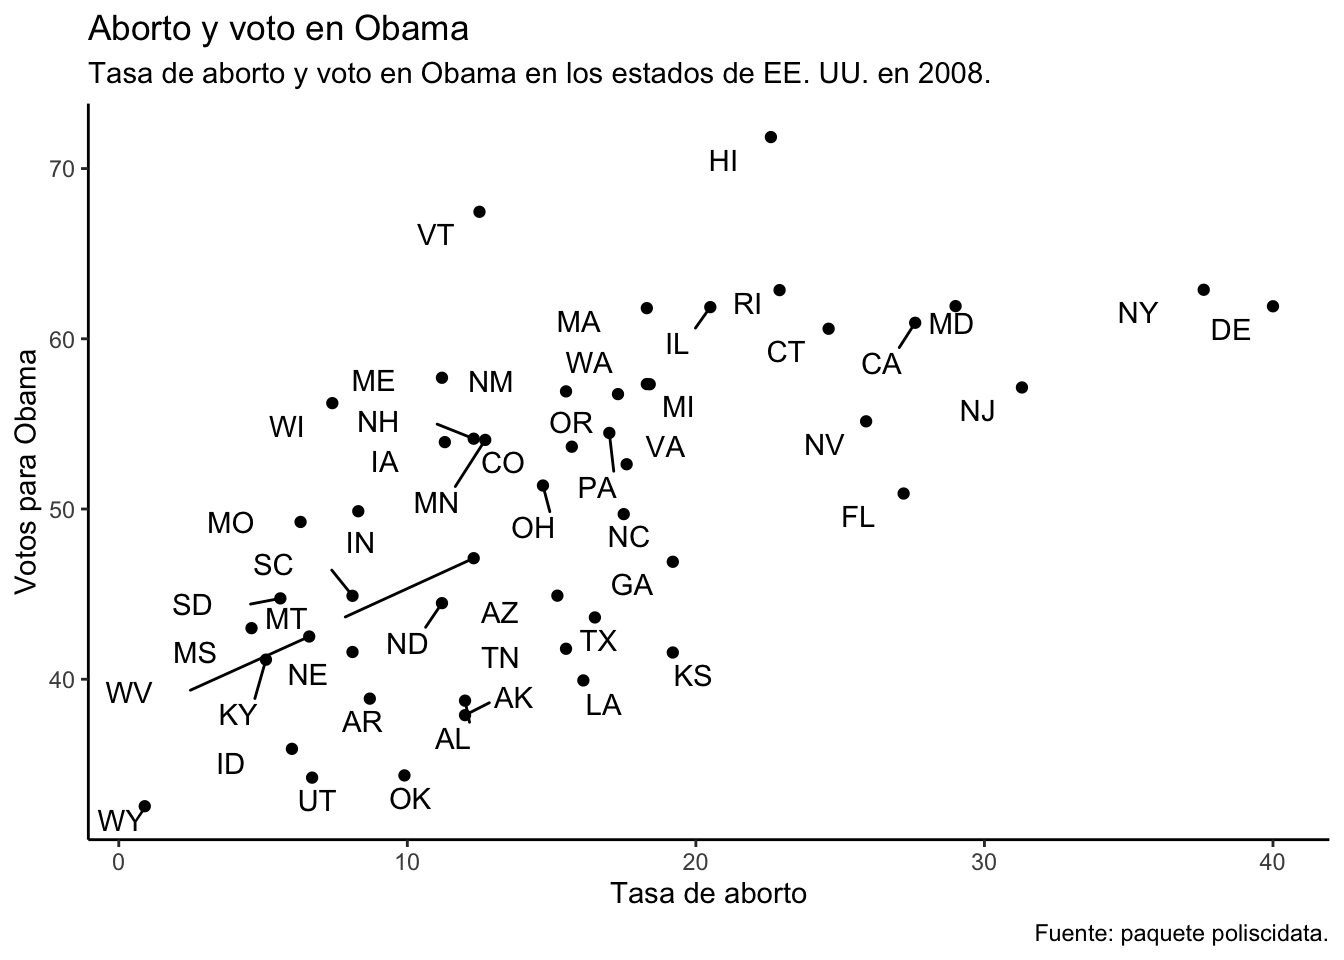 Aborto y voto en Obama
Tasa de aborto y voto en Obama en los estados de EE. UU. en 2008.
Votos para Obama
70
60
50
40
HI
VT
RI
NY
MA
MD
DE
IL
CT
WA
CA
ME
NM
MI
NJ
NH
OR
WI
VA
NV
IA
CO
PA
MN
FL
MO
OH
NC
IN
SC
GA
SD
AZ
MT
TX
ND
MS
TN
NE
KS
WV
AK
LA
KY
AR
AL
ID
OK
UT
WY
0 10 20 30 40
Tasa de aborto
Fuente: paquete poliscidata.